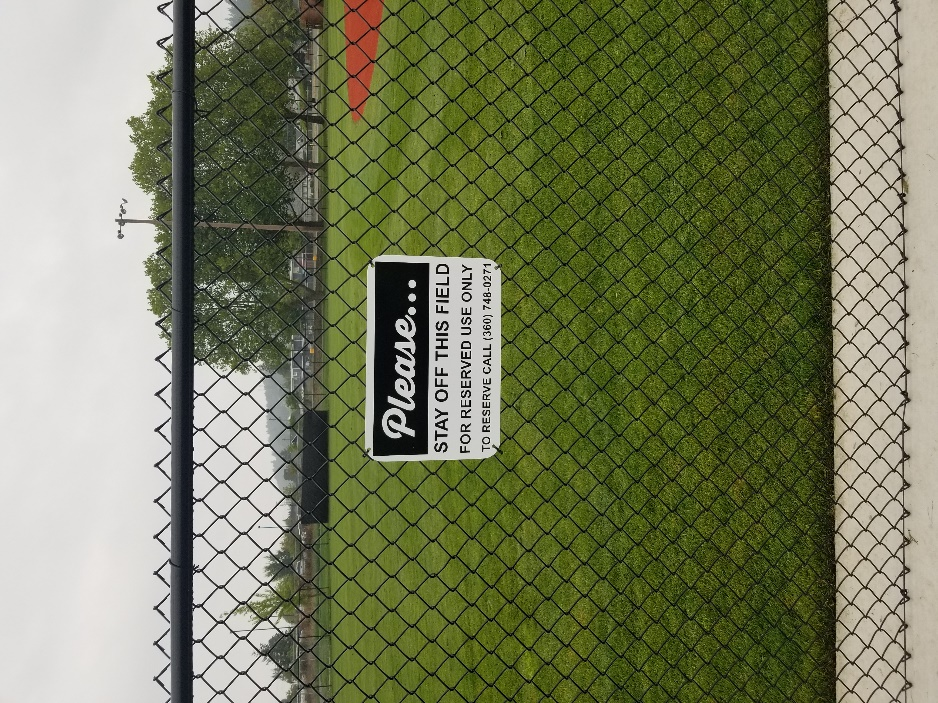 Please...
STAY OFF THIS FIELD
FOR RESERVED USE ONLY
TO RESERVE CALL (360) 748-0271